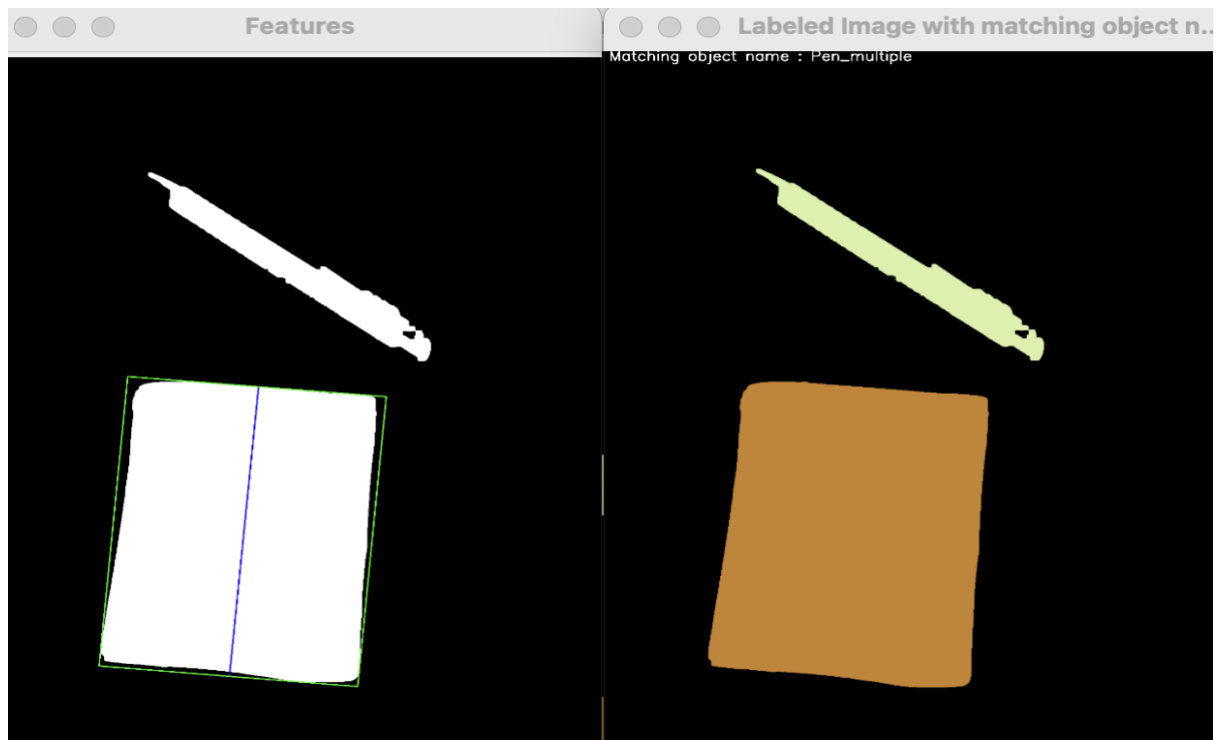 Features
Labeled Image with matching object n..
Matching object name : Pen_multiple